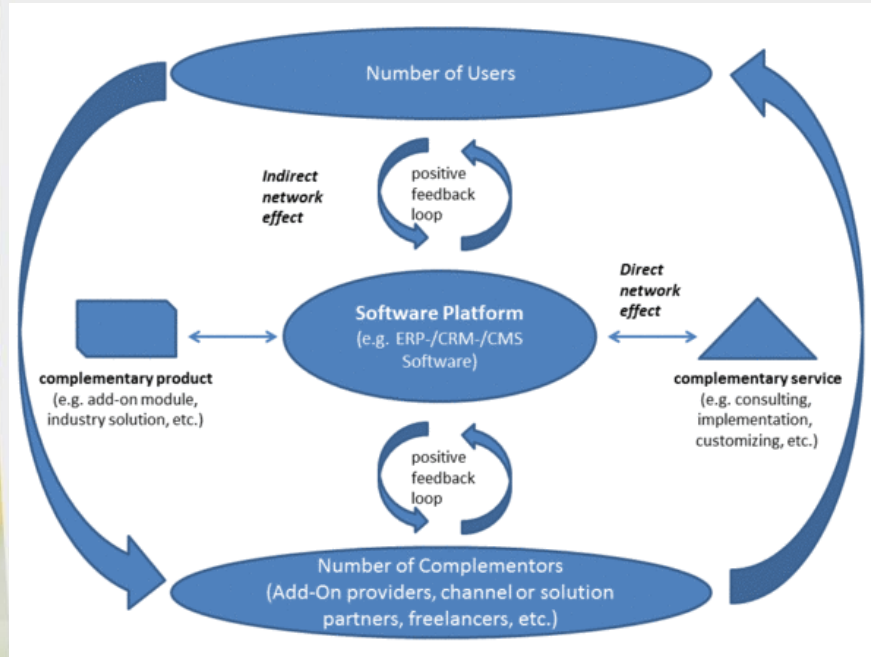 Number of Users
Indirect
network
effect
positive
feedback
loop
Direct
network
effect
Software Platform
(e.g. ERP-/CRM-/CMS
Software)
complementary product
(e.g. add-on module,
industry solution, etc.)
complementary service
(e.g. consulting,
implementation,
customizing, etc.)
positive
feedback
loop
Number of Complementors
(Add-On providers, channel or solution
partners, freelancers, etc.)